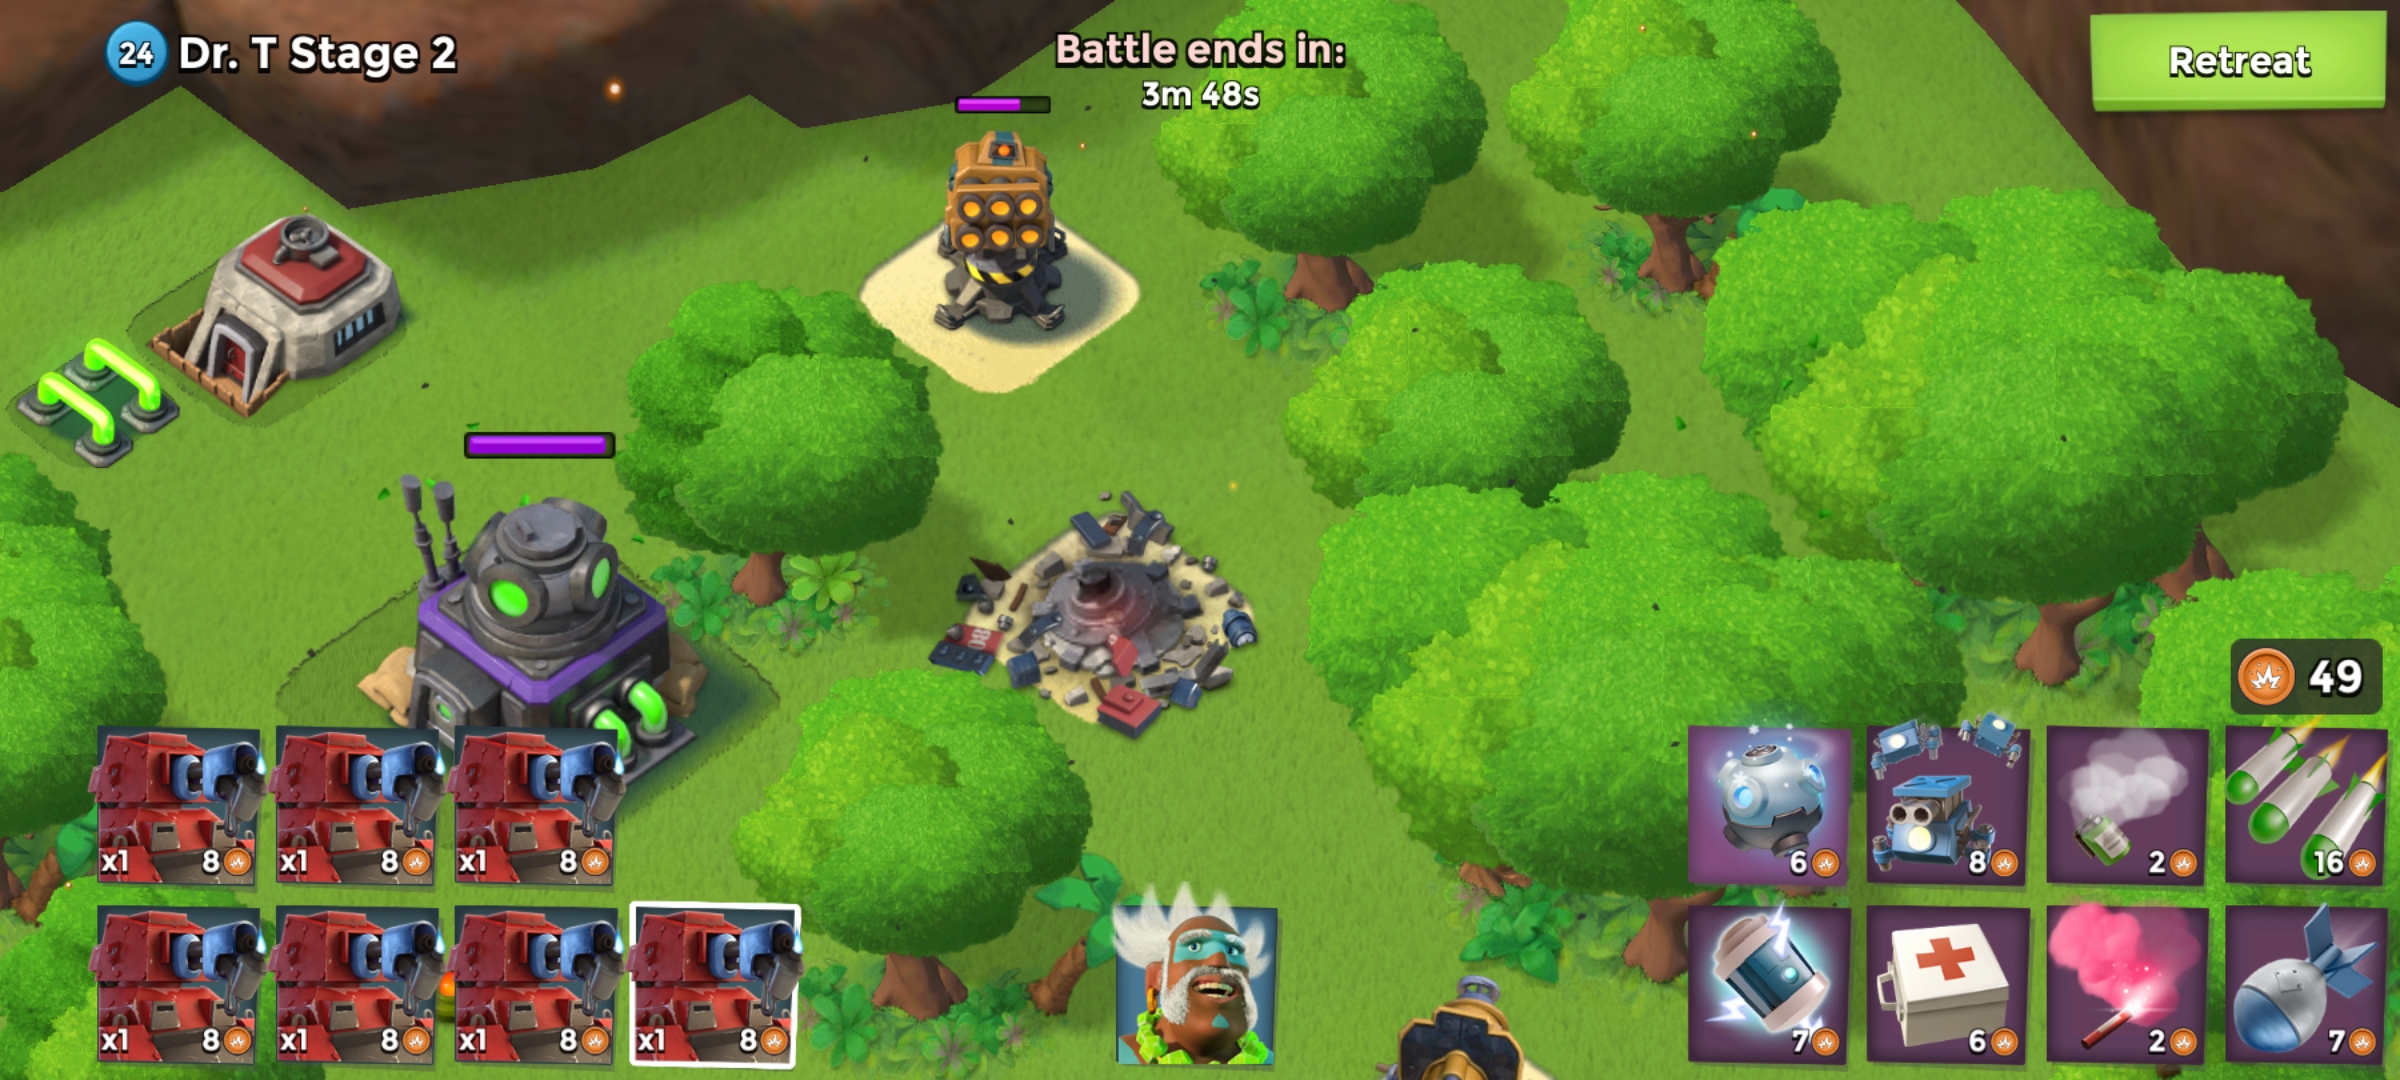 24 Dr. T Stage 2
Battle ends in:
3m 48s
Retreat
49
x1 8
x1 8
x1 8
6
8
2
16
x1 8
x1 8
x1 8
x1 8
7
6
2
7